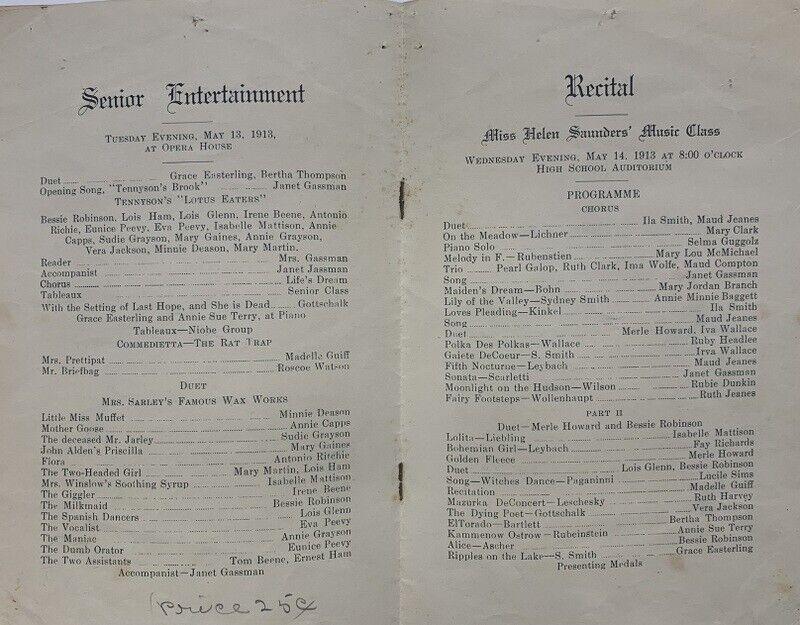 Senior Entertainment
Tuesday Evening, May 13, 1913,
at Opera House
Duet Grace Easterling, Bertha Thompson
Opening Song, "Tennyson's Brook" Janet Gassman
Tennyson's "Lotus Eaters"
Bessie Robinson, Lois Ham, Lois Glenn, Irene Beene, Antonio
Richie, Eunice Peevy, Eva Peevy, Isabelle Mattison, Annie
Capps, Sudie Grayson, Mary Gaines, Annie Grayson,
Vera Jackson, Minnie Deason, Mary Martin.
Reader Mrs. Gassman
Accompanist Janet Jassman
Chorus Life's Dream
Tableaux Senior Class
With the Setting of Last Hope, and She is Dead Gottschalk
Grace Easterling and Annie Sue Terry, at Piano
Tableaux—Niobe Group
Commedietta—The Rat Trap
Mrs. Prettipat Madelle Guiff
Mr. Briefbag Roscoe Watson
Duet
Mrs. Sarley's Famous Wax Works
Little Miss Muffet Minnie Deason
Mother Goose Annie Capps
The deceased Mr. Jarley Sudie Grayson
John Alden's Priscilla Mary Gaines
Flora Antonio Ritchie
The Two-Headed Girl Mary Martin, Lois Ham
Mrs. Winslow's Soothing Syrup Isabelle Mattison
The Giggler Irene Beene
The Milkmaid Bessie Robinson
The Spanish Dancers Lois Glenn
The Vocalist Eva Peevy
The Maniac Annie Grayson
The Dumb Orator Eunice Peevy
The Two Assistants Tom Beene, Ernest Ham
Accompanist—Janet Gassman
Price 25¢
Recital
Miss Helen Saunders' Music Class
Wednesday Evening, May 14, 1913 at 8:00 o'clock
High School Auditorium
PROGRAMME
CHORUS
Duet Ila Smith, Maud Jeanes
On the Meadow—Lichner Mary Clark
Piano Solo Selma Guggolz
Melody in F.—Rubenstien Mary Lou McMichael
Trio Pearl Galop, Ruth Clark, Ima Wolfe, Maud Compton
Song Janet Gassman
Maiden's Dream—Bohn Mary Jordan Branch
Lily of the Valley—Sydney Smith Annie Minnie Baggett
Loves Pleading—Kinkel Ila Smith
Song Maud Jeanes
Duet Merle Howard, Iva Wallace
Polka Des Polkas—Wallace Ruby Headlee
Gaiete DeCoeur—S. Smith Irva Wallace
Fifth Nocturne—Leybach Maud Jeanes
Sonata—Scarletti Janet Gassman
Moonlight on the Hudson—Wilson Rubie Dunkin
Fairy Footsteps—Wollenhaupt Ruth Jeanes
PART II
Duet—Merle Howard and Bessie Robinson
Lolita—Liebling Isabelle Mattison
Bohemian Girl—Leybach Fay Richards
Golden Fleece Merle Howard
Duet Lois Glenn, Bessie Robinson
Song—Witches Dance—Paganinni Lucile Sims
Recitation Madelle Guiff
Mazurka DeConcert—Leschesky Ruth Harvey
The Dying Poet—Gottschalk Vera Jackson
ElTorado—Bartlett Bertha Thompson
Kammenow Ostrow—Rubeinstein Annie Sue Terry
Alice—Ascher Bessie Robinson
Ripples on the Lake—S. Smith Grace Easterling
Presenting Medals